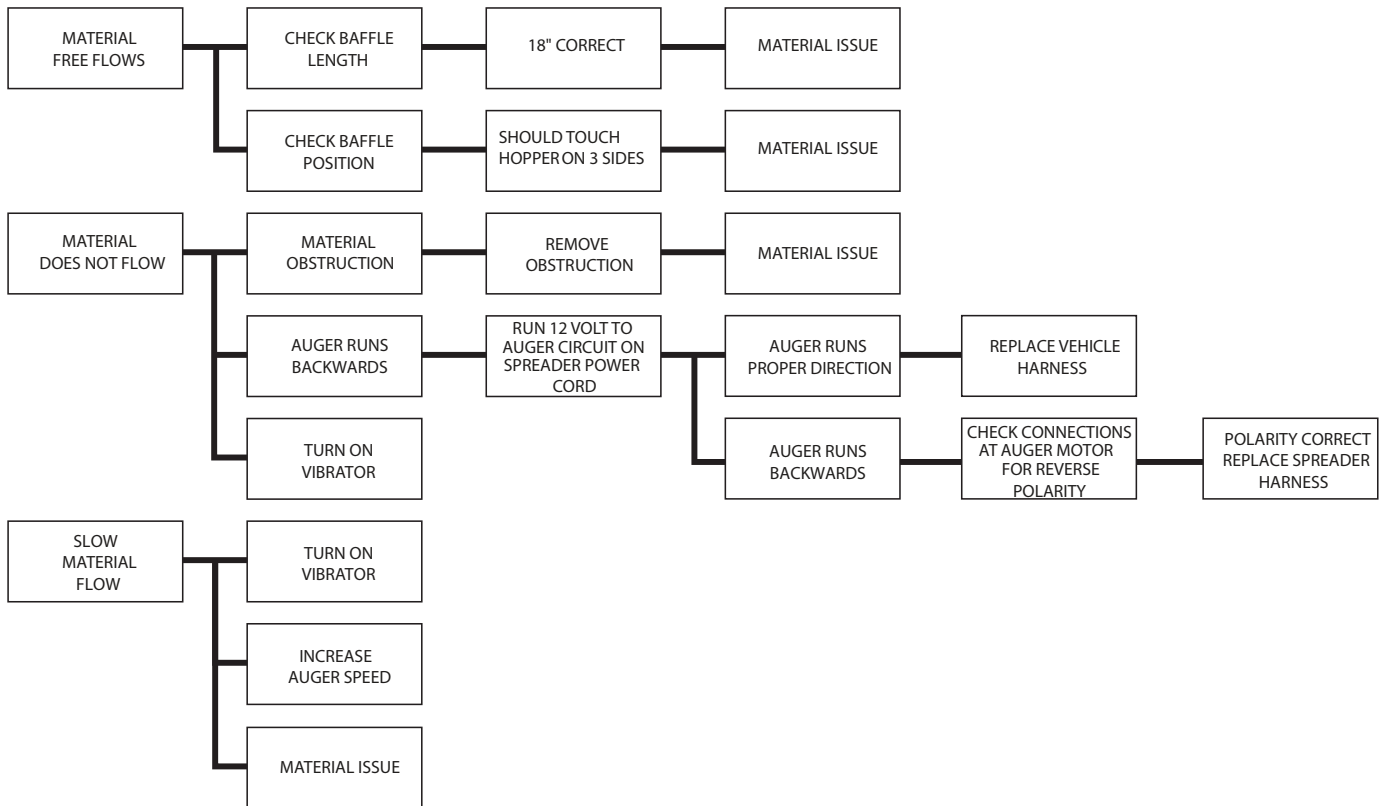 MATERIAL
FREE FLOWS
CHECK BAFFLE
LENGTH
18" CORRECT
MATERIAL ISSUE
CHECK BAFFLE
POSITION
SHOULD TOUCH
HOPPER ON 3 SIDES
MATERIAL ISSUE
MATERIAL
DOES NOT FLOW
MATERIAL
OBSTRUCTION
REMOVE
OBSTRUCTION
MATERIAL ISSUE
AUGER RUNS
BACKWARDS
RUN 12 VOLT TO
AUGER CIRCUIT ON
SPREADER POWER
CORD
AUGER RUNS
PROPER DIRECTION
REPLACE VEHICLE
HARNESS
TURN ON
VIBRATOR
AUGER RUNS
BACKWARDS
CHECK CONNECTIONS
AT AUGER MOTOR
FOR REVERSE
POLARITY
POLARITY CORRECT
REPLACE SPREADER
HARNESS
SLOW
MATERIAL
FLOW
TURN ON
VIBRATOR
INCREASE
AUGER SPEED
MATERIAL ISSUE